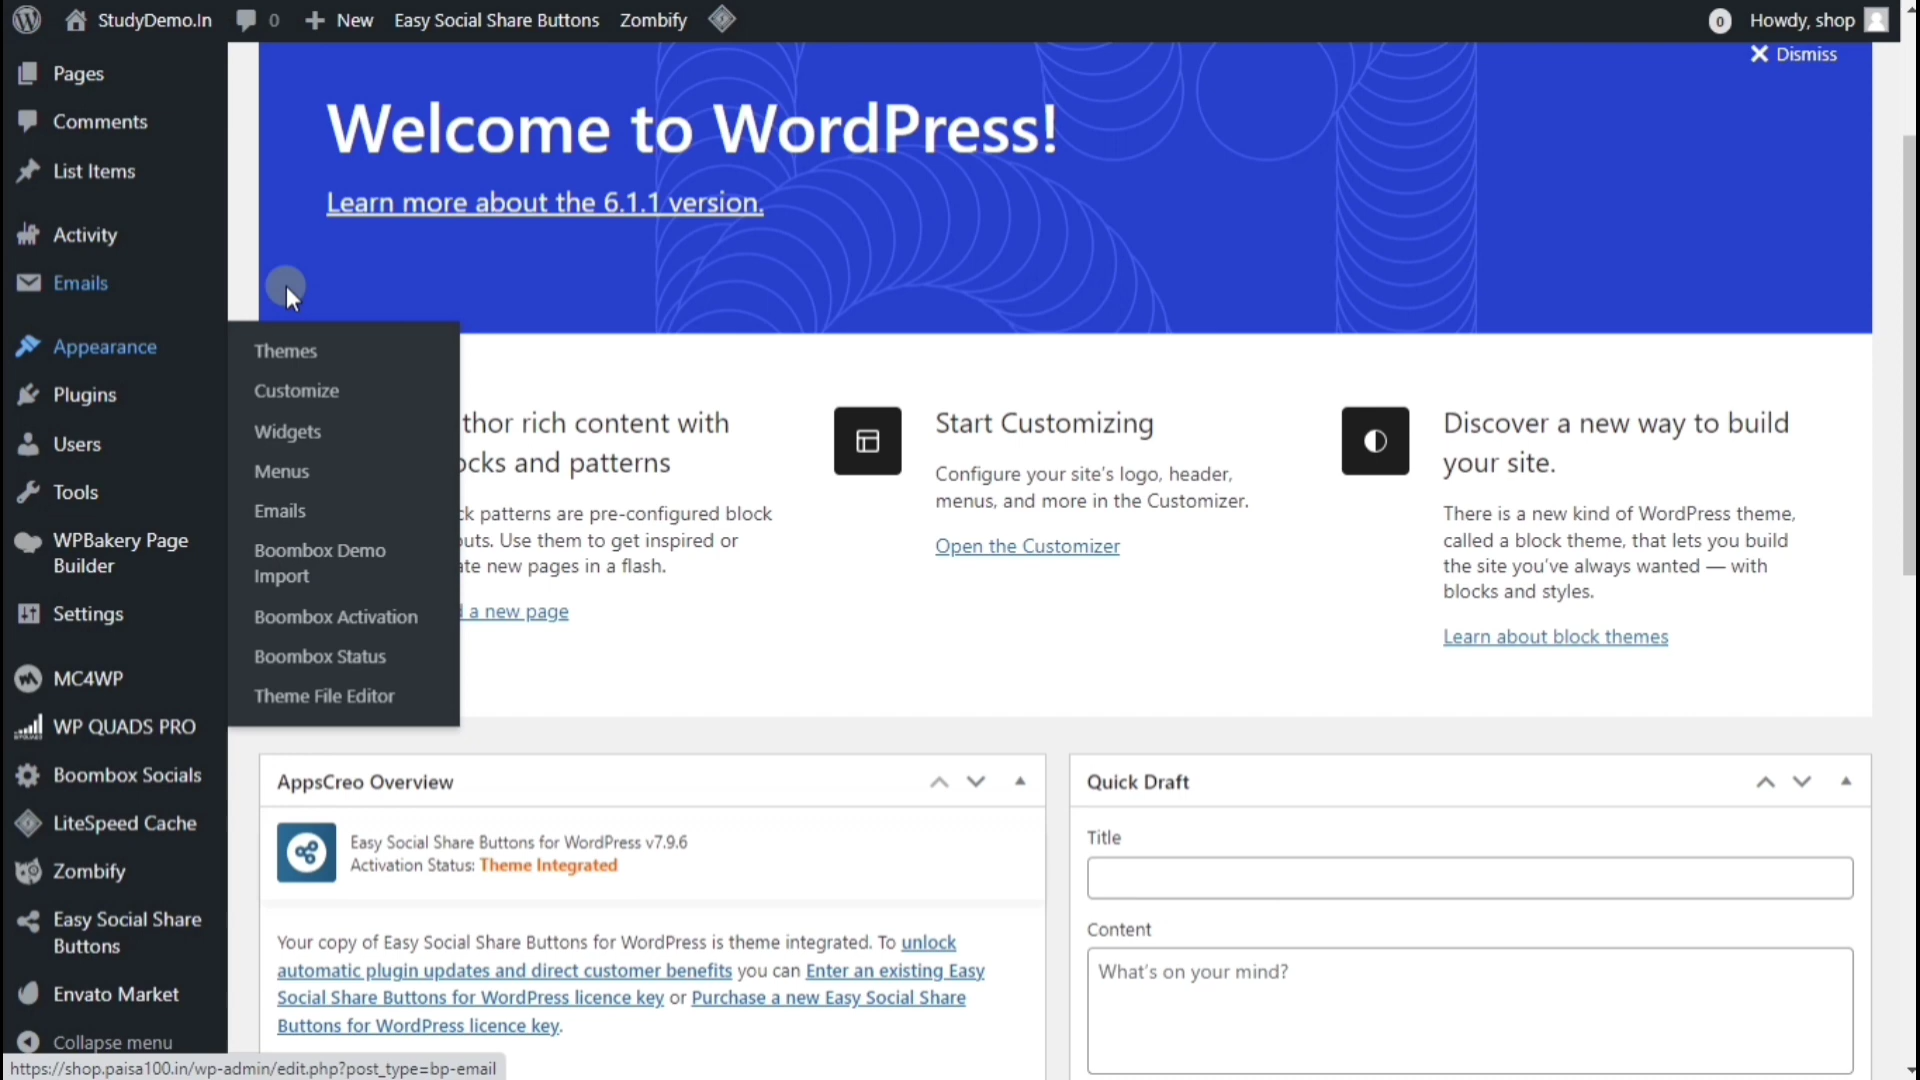 StudyDemo.In 0 New Easy Social Share Buttons Zombify 0 Howdy, shop
Pages
Comments
List Items
Activity
Emails
Appearance
Plugins
Users
Tools
WPBakery Page
Builder
Settings
MC4WP
WP QUADS PRO
Boombox Socials
LiteSpeed Cache
Zombify
Easy Social Share
Buttons
Envato Market
Collapse menu
Themes
Customize
Widgets
Menus
Emails
Boombox Demo
Import
Boombox Activation
Boombox Status
Theme File Editor
Dismiss
Welcome to WordPress!
Learn more about the 6.1.1 version.
thor rich content with
ocks and patterns
ck patterns are pre-configured block
outs. Use them to get inspired or
ate new pages in a flash.
a new page
Start Customizing
Configure your site's logo, header,
menus, and more in the Customizer.
Open the Customizer
Discover a new way to build
your site.
There is a new kind of WordPress theme,
called a block theme, that lets you build
the site you've always wanted — with
blocks and styles.
Learn about block themes
AppsCreo Overview
Easy Social Share Buttons for WordPress v7.9.6
Activation Status: Theme Integrated
Your copy of Easy Social Share Buttons for WordPress is theme integrated. To unlock
automatic plugin updates and direct customer benefits you can Enter an existing Easy
Social Share Buttons for WordPress licence key or Purchase a new Easy Social Share
Buttons for WordPress licence key.
Quick Draft
Title
Content
What's on your mind?
https://shop.paisa100.in/wp-admin/edit.php?post_type=bp-email